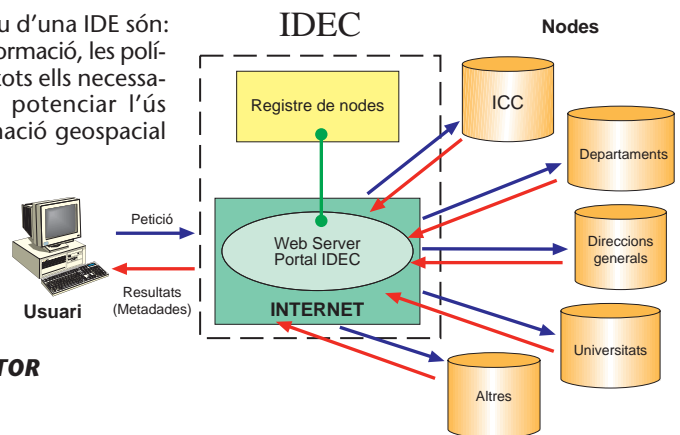 u d'una IDE són:
ormació, les polí-
tots ells necessa-
potenciar l'ús
nació geospacial
IDEC
Nodes
Registre de nodes
ICC
Departaments
Petició
Web Server
Portal IDEC
Direccions
generals
Resultats
(Metadades)
Usuari
INTERNET
Universitats
TOR
Altres